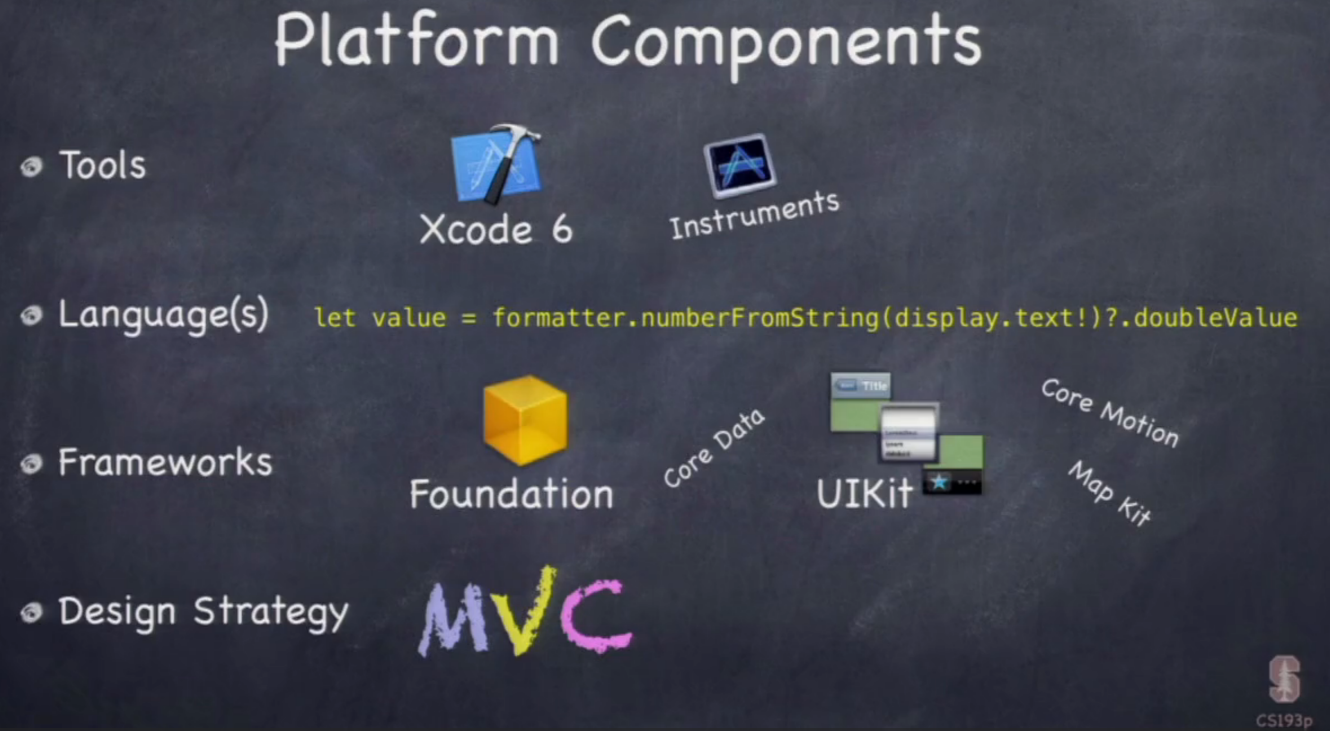 Platform Components
Tools
Xcode 6
Instruments
Language(s)
let value = formatter.numberFromString(display.text!)?.doubleValue
Frameworks
Foundation
Core Data
Title
UIKit
Core Motion
Map Kit
Design Strategy
MVC
S
CS193p